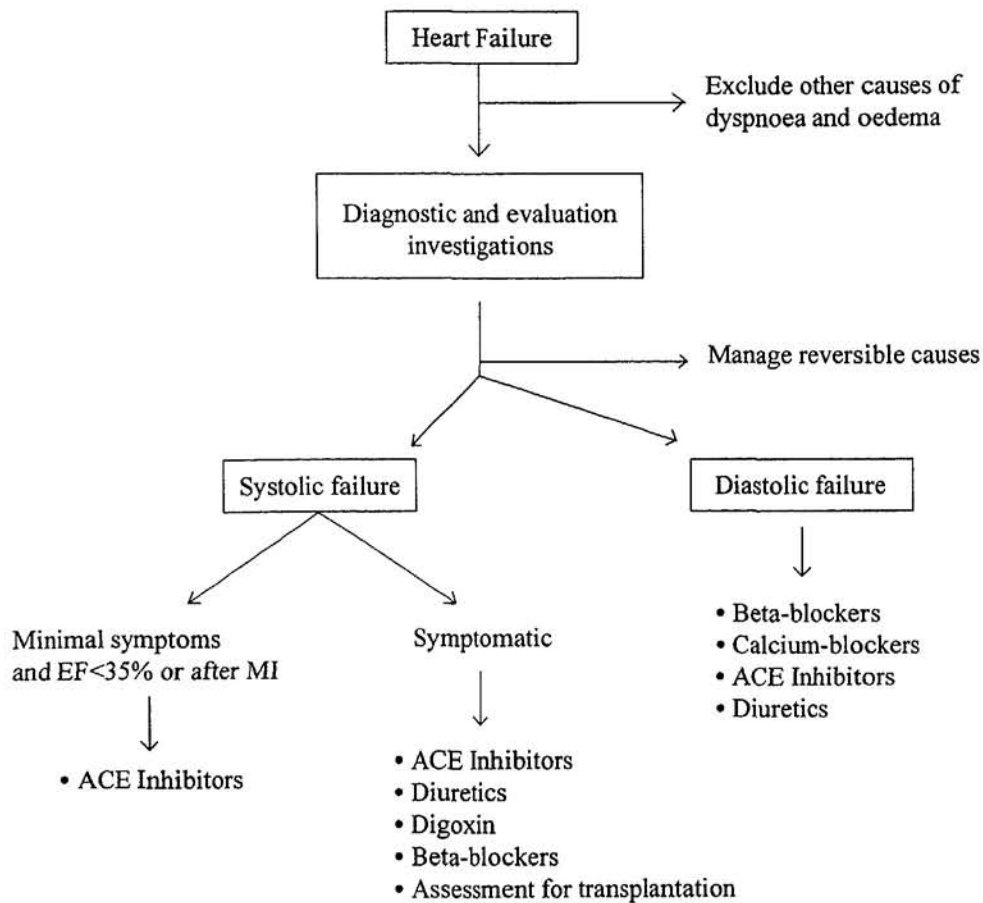 Heart Failure
Exclude other causes of
dyspnoea and oedema
Diagnostic and evaluation
investigations
Manage reversible causes
Systolic failure
Diastolic failure
Minimal symptoms
and EF<35% or after MI
• ACE Inhibitors
Symptomatic
• ACE Inhibitors
• Diuretics
• Digoxin
• Beta-blockers
• Assessment for transplantation
• Beta-blockers
• Calcium-blockers
• ACE Inhibitors
• Diuretics